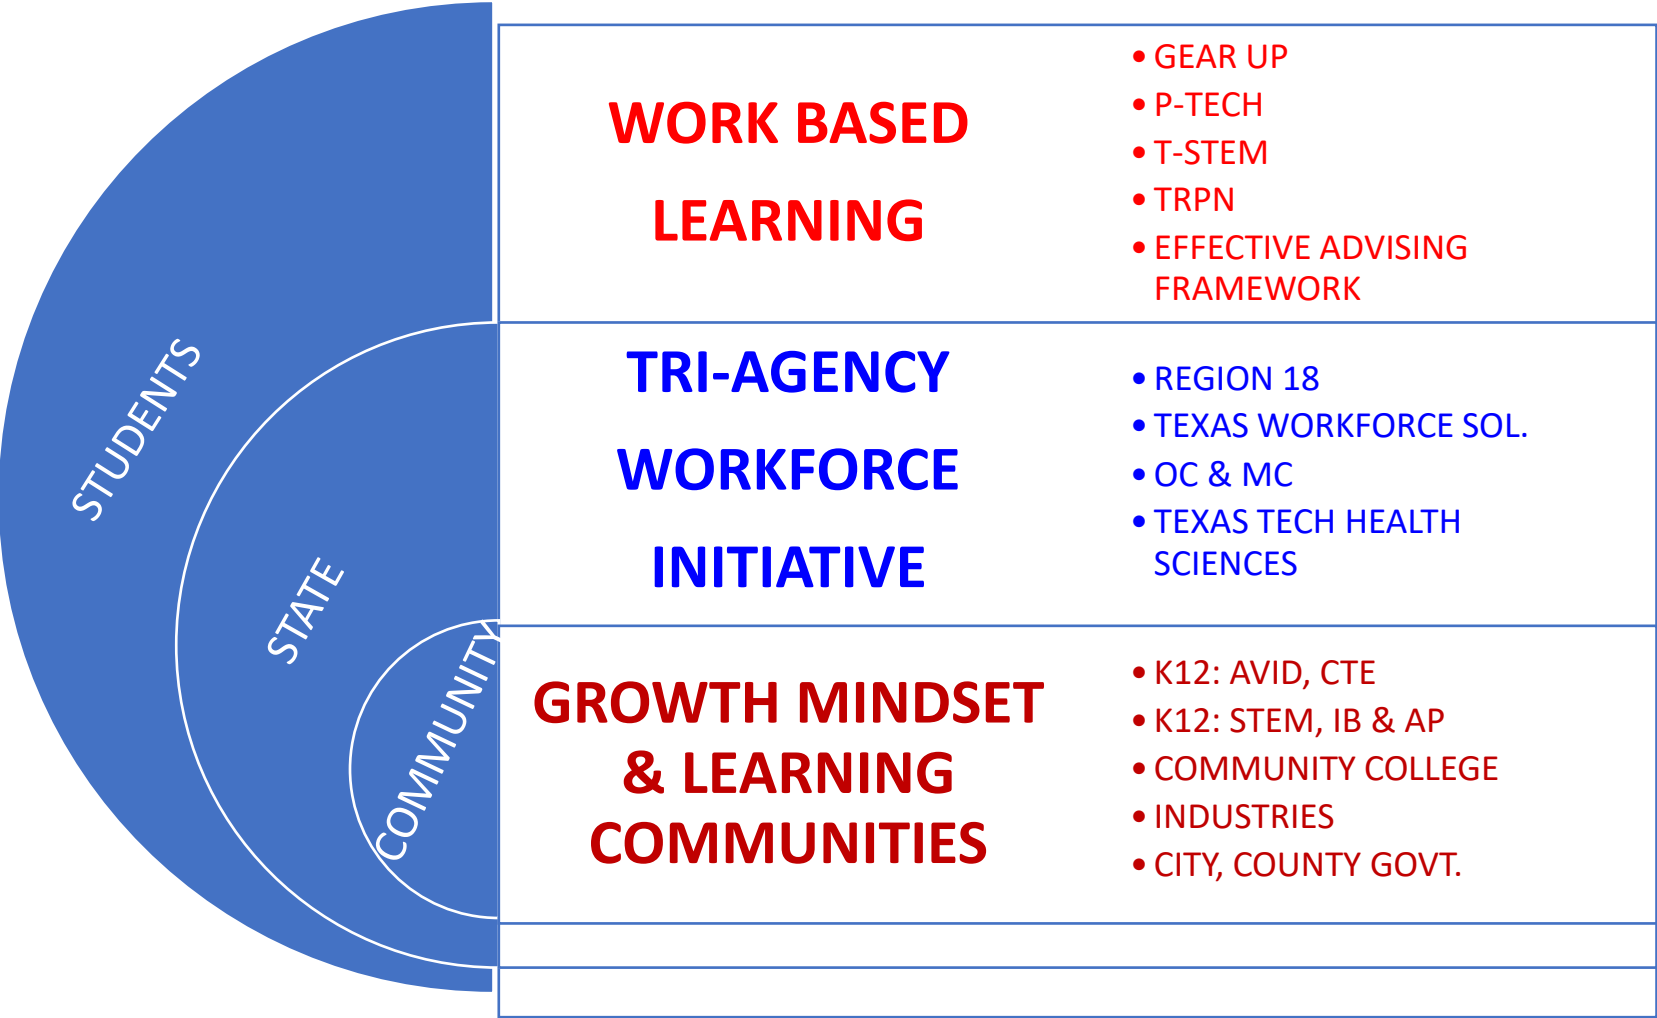 STUDENTS
STATE
COMMUNITY
WORK BASED
LEARNING
• GEAR UP
• P-TECH
• T-STEM
• TRPN
• EFFECTIVE ADVISING
FRAMEWORK
TRI-AGENCY
WORKFORCE
INITIATIVE
• REGION 18
• TEXAS WORKFORCE SOL.
• OC & MC
• TEXAS TECH HEALTH
SCIENCES
GROWTH MINDSET
& LEARNING
COMMUNITIES
• K12: AVID, CTE
• K12: STEM, IB & AP
• COMMUNITY COLLEGE
• INDUSTRIES
• CITY, COUNTY GOVT.